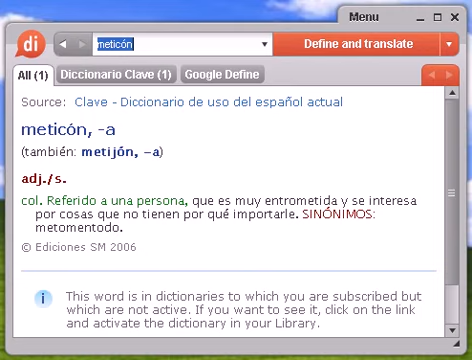 Menu
di
meticón
Define and translate
All (1)
Diccionario Clave (1)
Google Define
Source: Clave - Diccionario de uso del español actual
meticón, -a
(también: metijón, -a)
adj./s.
col. Referido a una persona, que es muy entrometida y se interesa
por cosas que no tienen por qué importarle. SINÓNIMOS:
metomentodo.
© Ediciones SM 2006
i
This word is in dictionaries to which you are subscribed but
which are not active. If you want to see it, click on the link
and activate the dictionary in your Library.